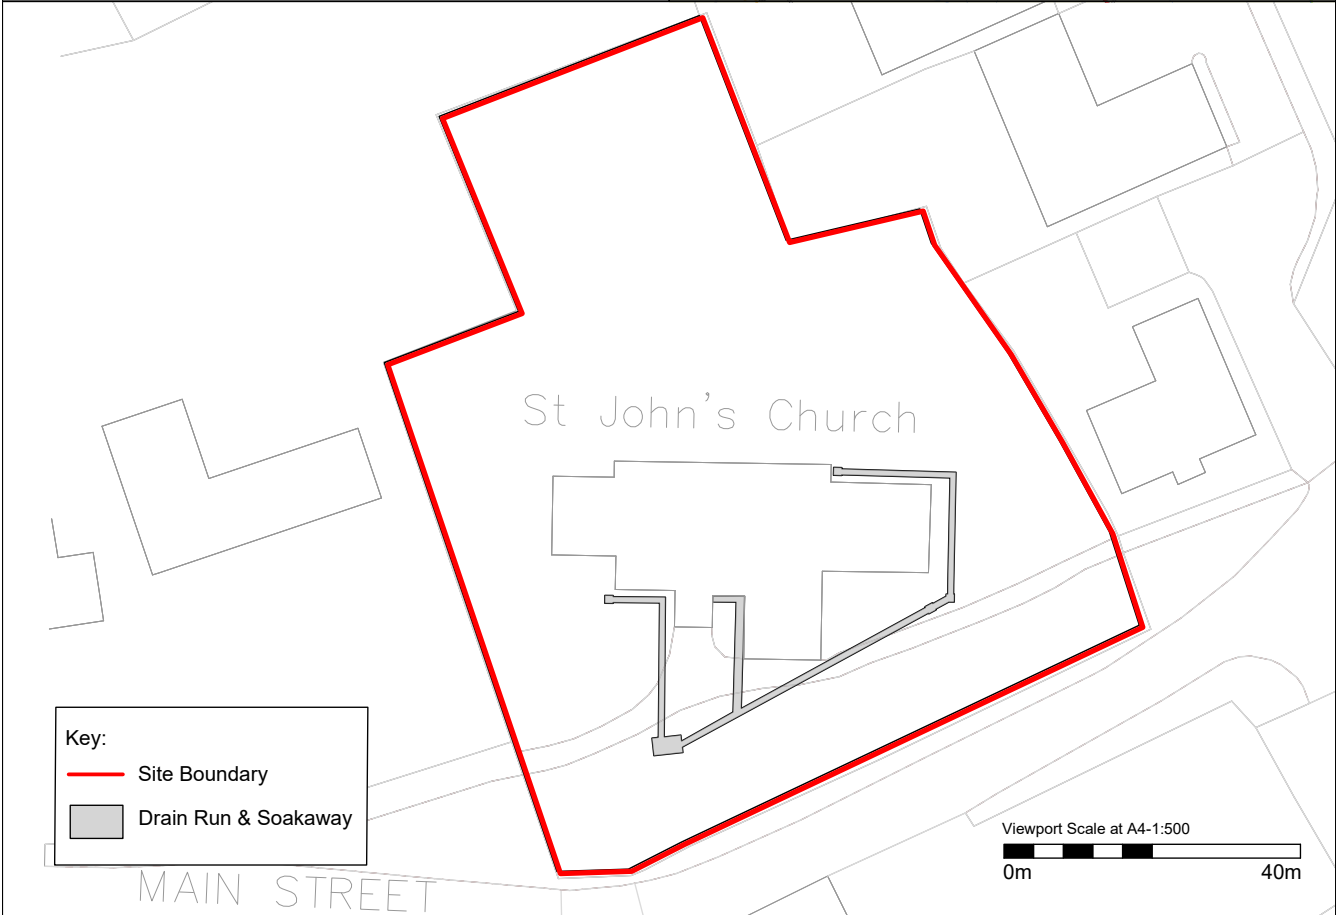 St John's Church
Key:
Site Boundary
Drain Run & Soakaway
MAIN STREET
Viewport Scale at A4-1:500
0m 40m